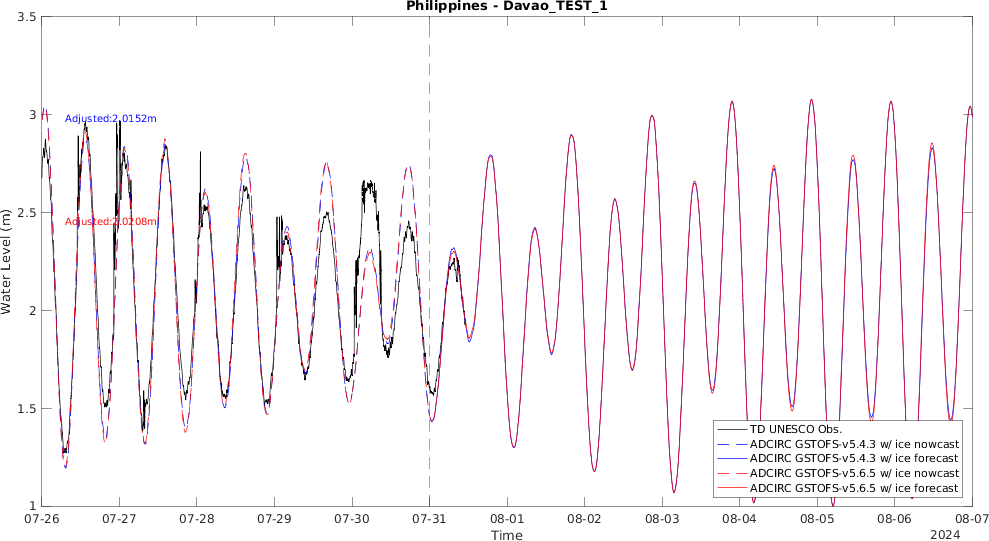 Philippines - Davao_TEST_1
3.5
3
2.5
2
1.5
1
Water Level (m)
Adjusted:2.0152m
Adjusted:2.0208m
TD UNESCO Obs.
ADCIRC GSTOFS-v5.4.3 w/ ice nowcast
ADCIRC GSTOFS-v5.4.3 w/ ice forecast
ADCIRC GSTOFS-v5.6.5 w/ ice nowcast
ADCIRC GSTOFS-v5.6.5 w/ ice forecast
07-26 07-27 07-28 07-29 07-30 07-31 08-01 08-02 08-03 08-04 08-05 08-06 08-07
Time
2024